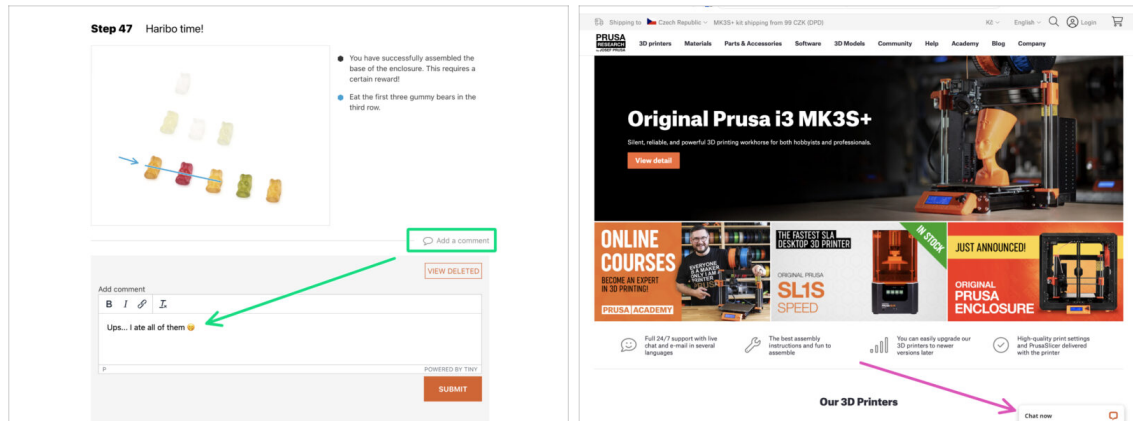 Step 47 Haribo time!
You have successfully assembled the
base of the enclosure. This requires a
certain reward!
Eat the first three gummy bears in the
third row.
Add a comment
VIEW DELETED
Add comment
B I
Ups... I ate all of them
P
POWERED BY TINY
SUBMIT
Shipping to Czech Republic MK3S+ kit shipping from 99 CZK (DPD)
Kč English Login
PRUSA
RESEARCH
by JOSEF PRUSA
3D printers Materials Parts & Accessories Software 3D Models Community Help Academy Blog Company
Original Prusa i3 MK3S+
Silent, reliable, and powerful 3D printing workhorse for both hobbyists and professionals.
View detail
ONLINE
COURSES
BECOME AN EXPERT
IN 3D PRINTING!
PRUSA ACADEMY
THE FASTEST SLA
DESKTOP 3D PRINTER
ORIGINAL PRUSA
SL1S
SPEED
IN STOCK
JUST ANNOUNCED!
ORIGINAL
PRUSA
ENCLOSURE
Full 24/7 support with live
chat and e-mail in several
languages
The best assembly
instructions and fun to
assemble
You can easily upgrade our
3D printers to newer
versions later
High-quality print settings
and PrusaSlicer delivered
with the printer
Our 3D Printers
Chat now